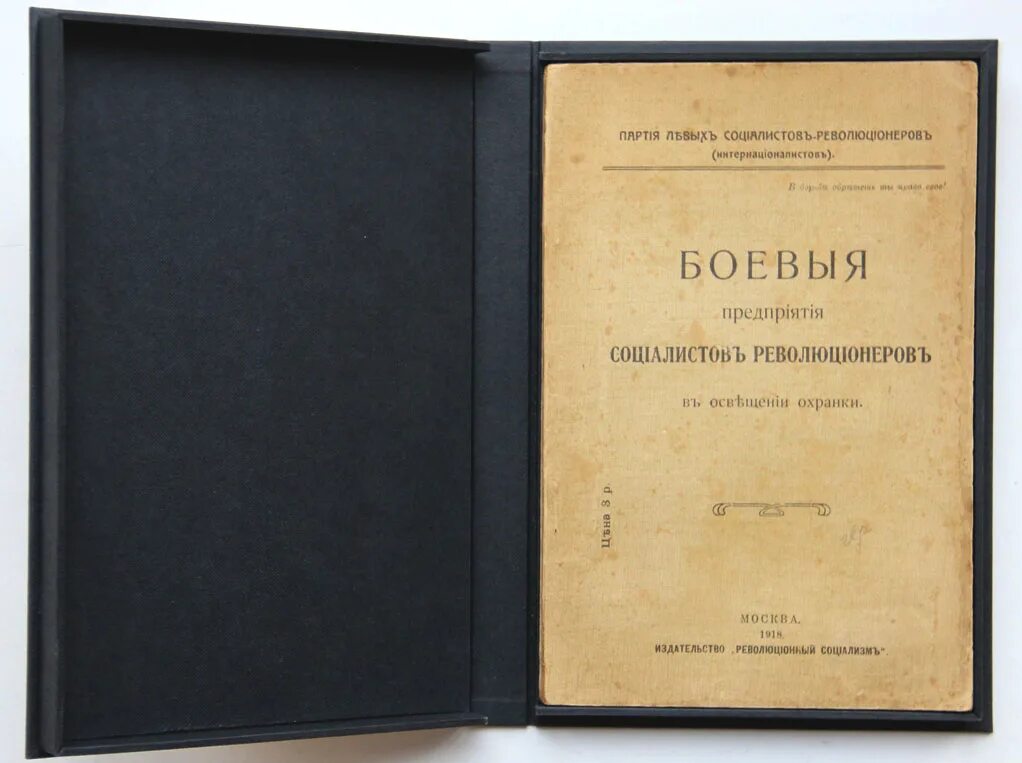 ПАРТІЯ ЛѢВЫХЪ СОЦІАЛИСТОВЪ-РЕВОЛЮЦІОНЕРОВЪ
(интернаціоналистовъ).
В борьбѣ обрѣтешь ты право свое!
БОЕВЫЯ
предпріятія
СОЦІАЛИСТОВЪ РЕВОЛЮЦІОНЕРОВЪ
въ освѣщеніи охранки.
Цѣна 3 р.
МОСКВА.
1918.
ИЗДАТЕЛЬСТВО „РЕВОЛЮЦІОННЫЙ СОЦІАЛИЗМЪ“.